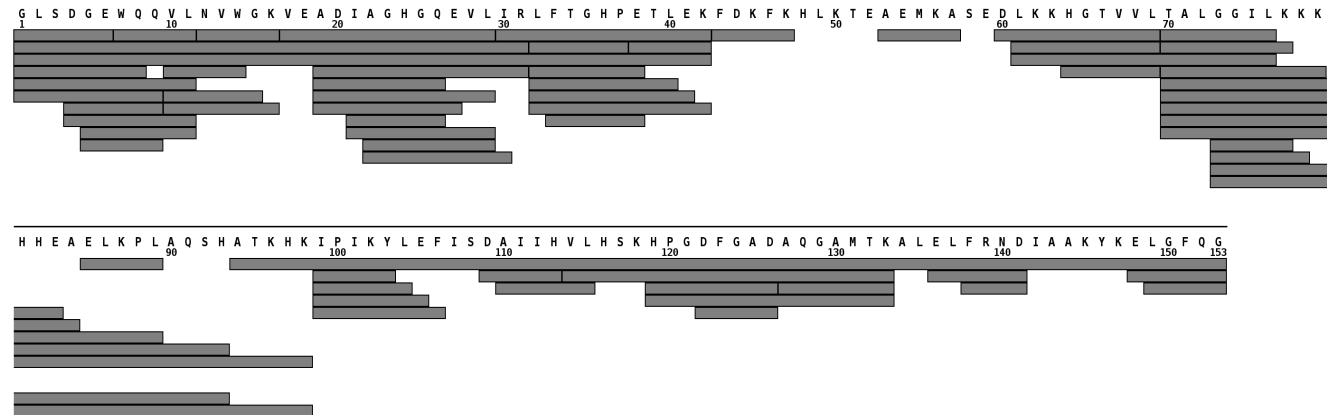 G L S D G E W Q Q V L N V W G K V E A D I A G H G Q E V L I R L F T G H P E T L E K F D K F K H L K T E A E M K A S E D L K K H G T V V L T A L G G I L K K K
1 10 20 30 40 50 60 70
H H E A E L K P L A Q S H A T K H K I P I K Y L E F I S D A I I H V L H S K H P G D F G A D A Q G A M T K A L E L F R N D I A A K Y K E L G F Q G
90 100 110 120 130 140 150 153